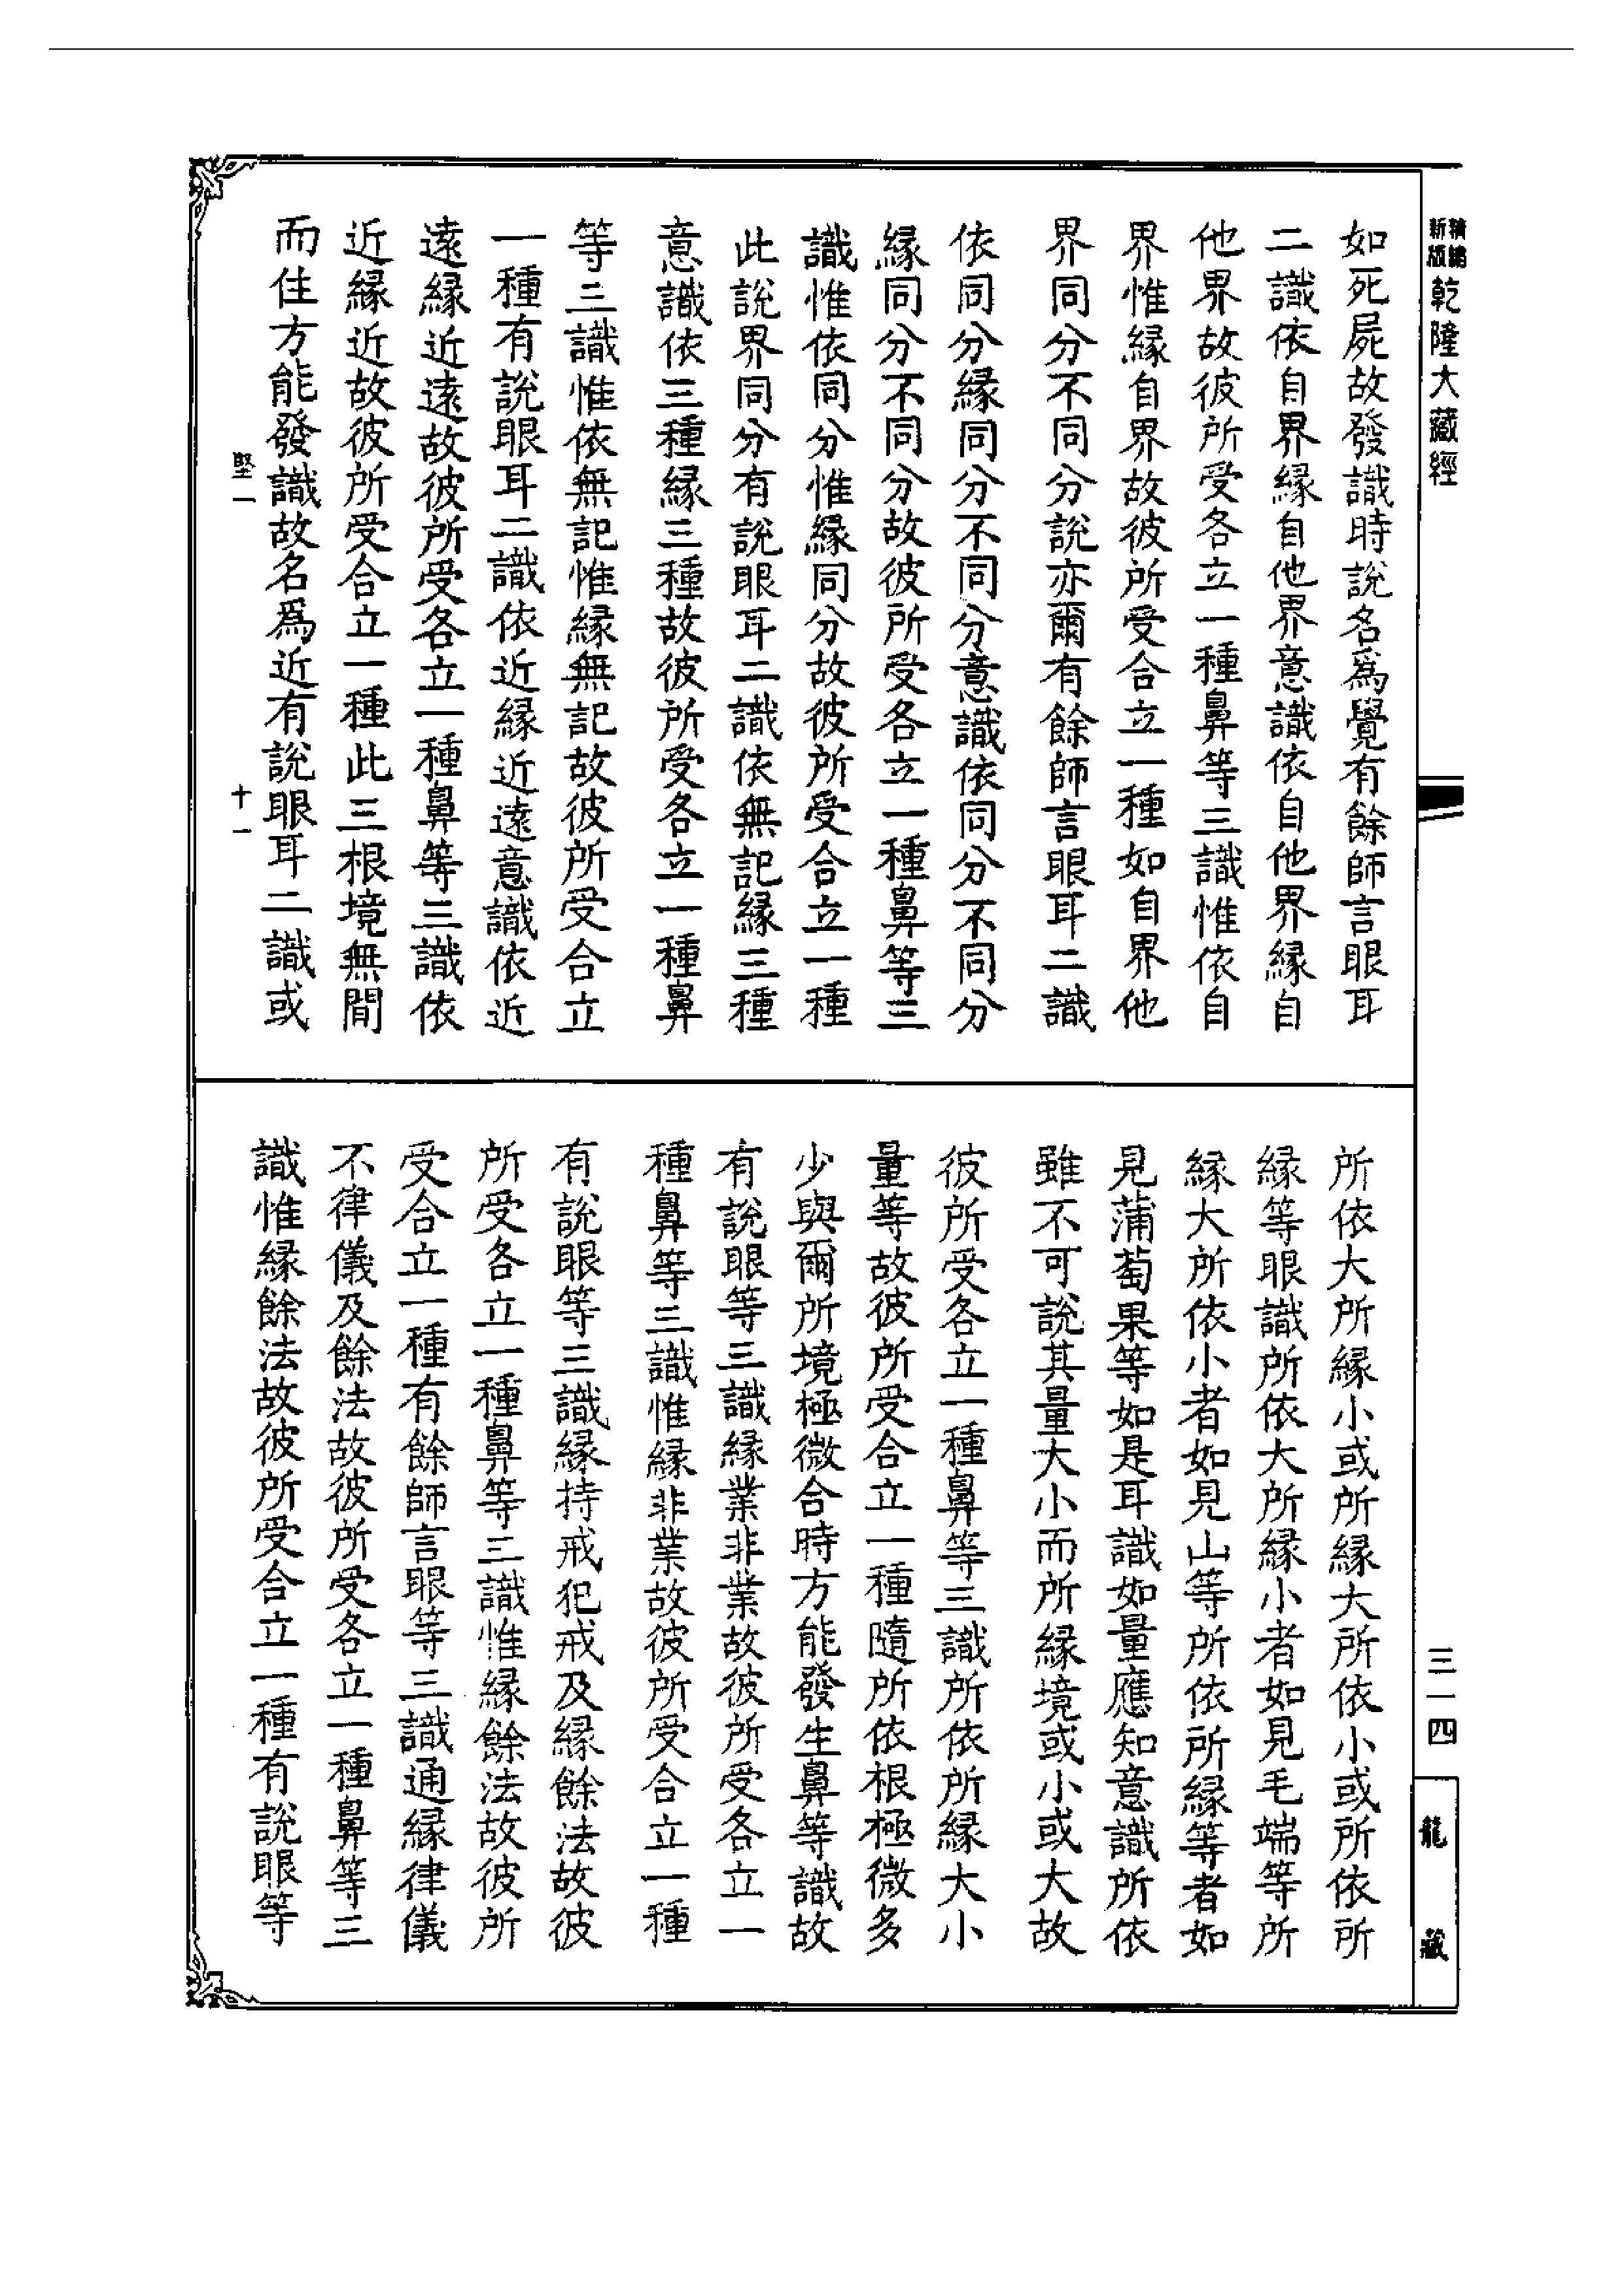 新版
精編
乾隆大藏經
三一四
龍藏
如死屍故發識時說名爲覺有餘師言眼耳
二識依自界緣自他界意識依自他界緣自
他界故彼所受各立一種鼻等三識惟依自
界惟緣自界故彼所受合立一種如自界他
界同分不同分說亦爾有餘師言眼耳二識
依同分緣同分不同分意識依同分不同分
緣同分不同分故彼所受各立一種鼻等三
識惟依同分惟緣同分故彼所受合立一種
此說界同分有說眼耳二識依無記緣三種
意識依三種緣三種故彼所受各立一種鼻
等三識惟依無記惟緣無記故彼所受合立
一種有說眼耳二識依近緣近遠意識依近
遠緣近遠故彼所受各立一種鼻等三識依
近緣近故彼所受合立一種此三根境無間
而住方能發識故名爲近有說眼耳二識或
堅一
十一
所依大所緣小或所緣大所依小或所依所
緣等眼識所依大所緣小者如見毛端等所
緣大所依小者如見山等所依所緣等者如
見蒲萄果等如是耳識如量應知意識所依
雖不可說其量大小而所緣境或小或大故
彼所受各立一種鼻等三識所依所緣大小
量等故彼所受合立一種隨所依根極微多
少與爾所境極微合時方能發生鼻等識故
有說眼等三識緣業非業故彼所受各立一
種鼻等三識惟緣非業故彼所受合立一種
有說眼等三識緣持戒犯戒及緣餘法故彼
所受各立一種鼻等三識惟緣餘法故彼所
受合立一種有餘師言眼等三識通緣律儀
不律儀及餘法故彼所受各立一種鼻等三
識惟緣餘法故彼所受合立一種有說眼等